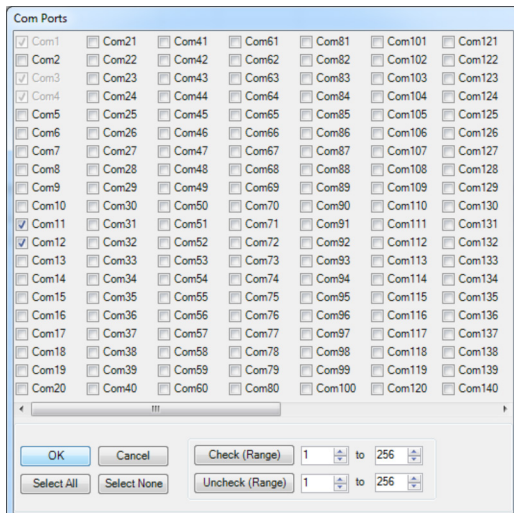 Com Ports
Com1 Com21 Com41 Com61 Com81 Com101 Com121
Com2 Com22 Com42 Com62 Com82 Com102 Com122
Com3 Com23 Com43 Com63 Com83 Com103 Com123
Com4 Com24 Com44 Com64 Com84 Com104 Com124
Com5 Com25 Com45 Com65 Com85 Com105 Com125
Com6 Com26 Com46 Com66 Com86 Com106 Com126
Com7 Com27 Com47 Com67 Com87 Com107 Com127
Com8 Com28 Com48 Com68 Com88 Com108 Com128
Com9 Com29 Com49 Com69 Com89 Com109 Com129
Com10 Com30 Com50 Com70 Com90 Com110 Com130
Com11 Com31 Com51 Com71 Com91 Com111 Com131
Com12 Com32 Com52 Com72 Com92 Com112 Com132
Com13 Com33 Com53 Com73 Com93 Com113 Com133
Com14 Com34 Com54 Com74 Com94 Com114 Com134
Com15 Com35 Com55 Com75 Com95 Com115 Com135
Com16 Com36 Com56 Com76 Com96 Com116 Com136
Com17 Com37 Com57 Com77 Com97 Com117 Com137
Com18 Com38 Com58 Com78 Com98 Com118 Com138
Com19 Com39 Com59 Com79 Com99 Com119 Com139
Com20 Com40 Com60 Com80 Com100 Com120 Com140
OK Cancel Check (Range) 1 to 256
Select All Select None Uncheck (Range) 1 to 256